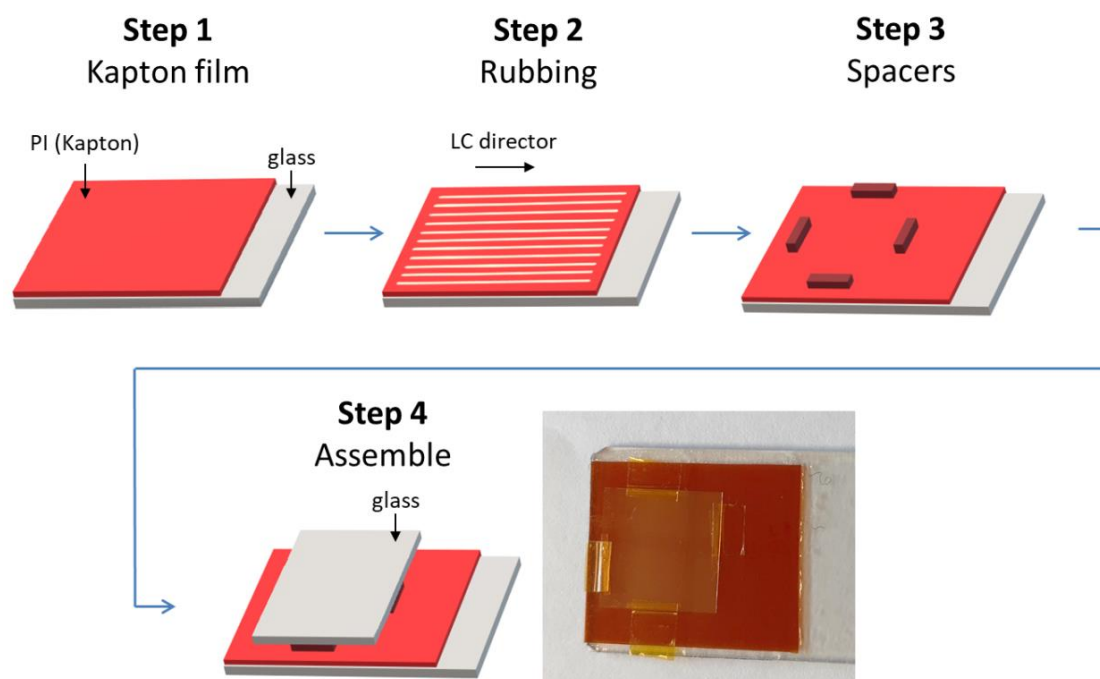 Step 1
Kapton film
PI (Kapton)
glass
Step 2
Rubbing
LC director
Step 3
Spacers
Step 4
Assemble
glass